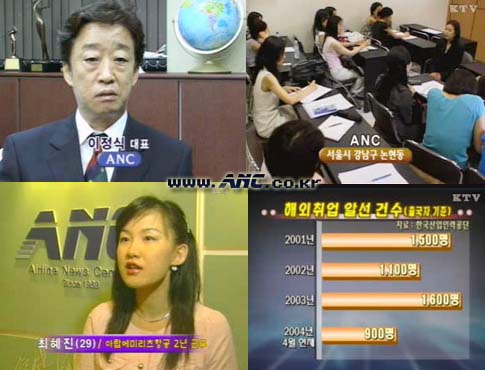 이정식 대표
ANC
KTV
ANC
서울시 강남구 논현동
www.ANC.co.kr
ANC
Airline News Center
Since 1989
최혜진(29)/ 아랍에미리트항공 2년 근무
KTV
해외취업 알선 건수(출국자 기준)
자료 : 한국산업인력공단
2001년 1,500명
2002년 1,100명
2003년 1,600명
2004년 4월 현재 900명